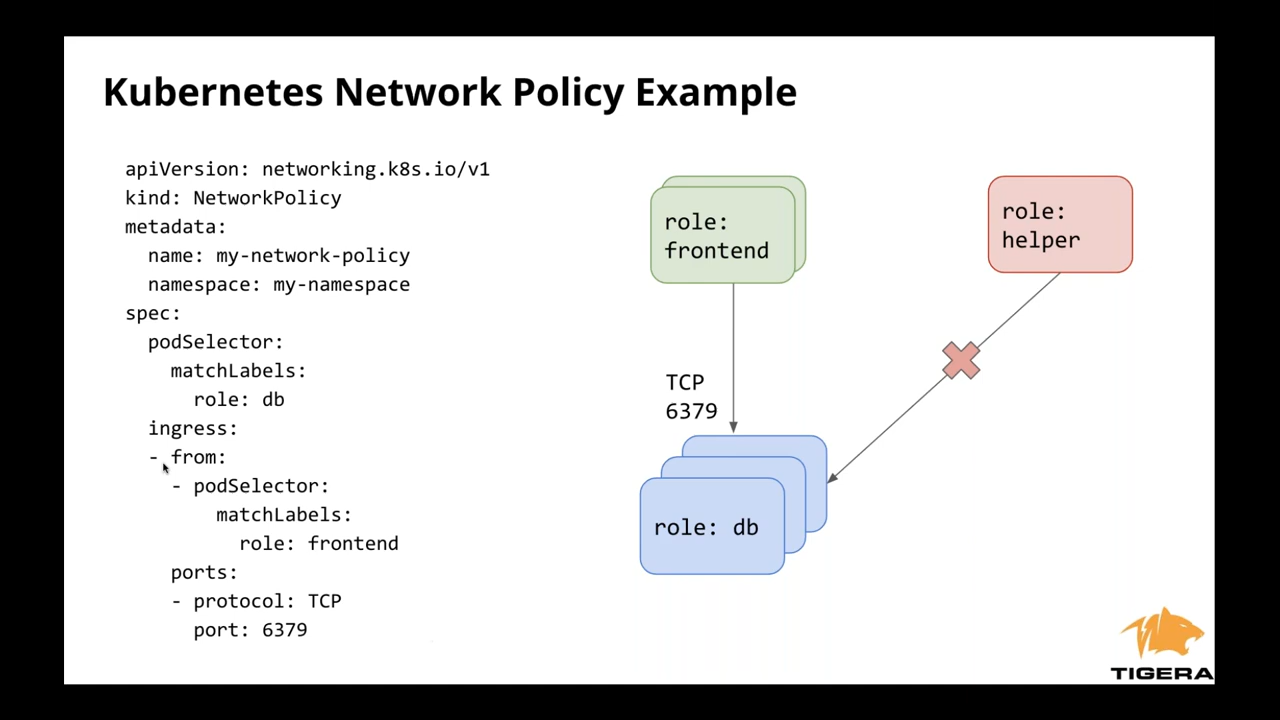 Kubernetes Network Policy Example
apiVersion: networking.k8s.io/v1
kind: NetworkPolicy
metadata:
  name: my-network-policy
  namespace: my-namespace
spec:
  podSelector:
    matchLabels:
      role: db
  ingress:
  - from:
    - podSelector:
        matchLabels:
          role: frontend
    ports:
    - protocol: TCP
      port: 6379
role:
frontend
role:
helper
TCP
6379
role: db
TIGERA